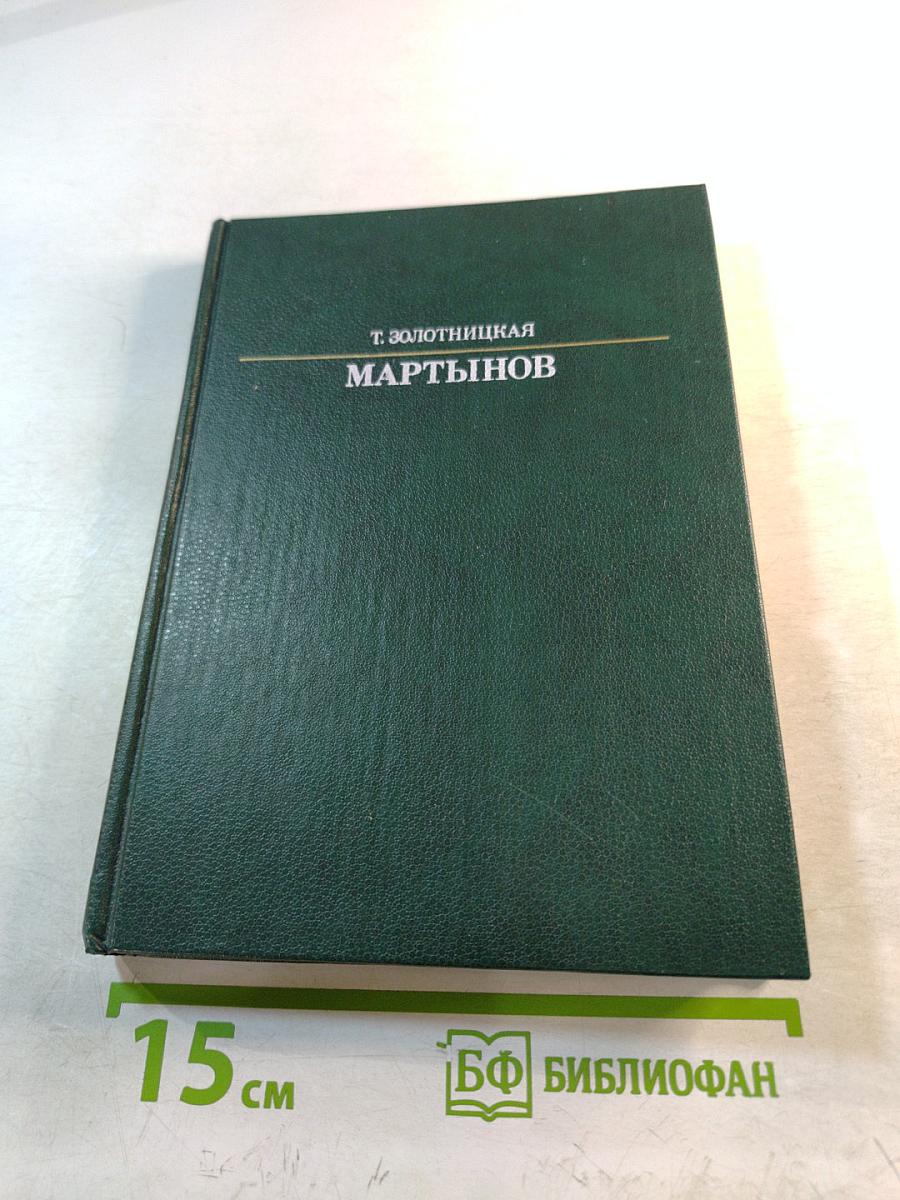 Т. ЗОЛОТНИЦКАЯ
МАРТЫНОВ
15 см
БФ БИБЛИОФАН